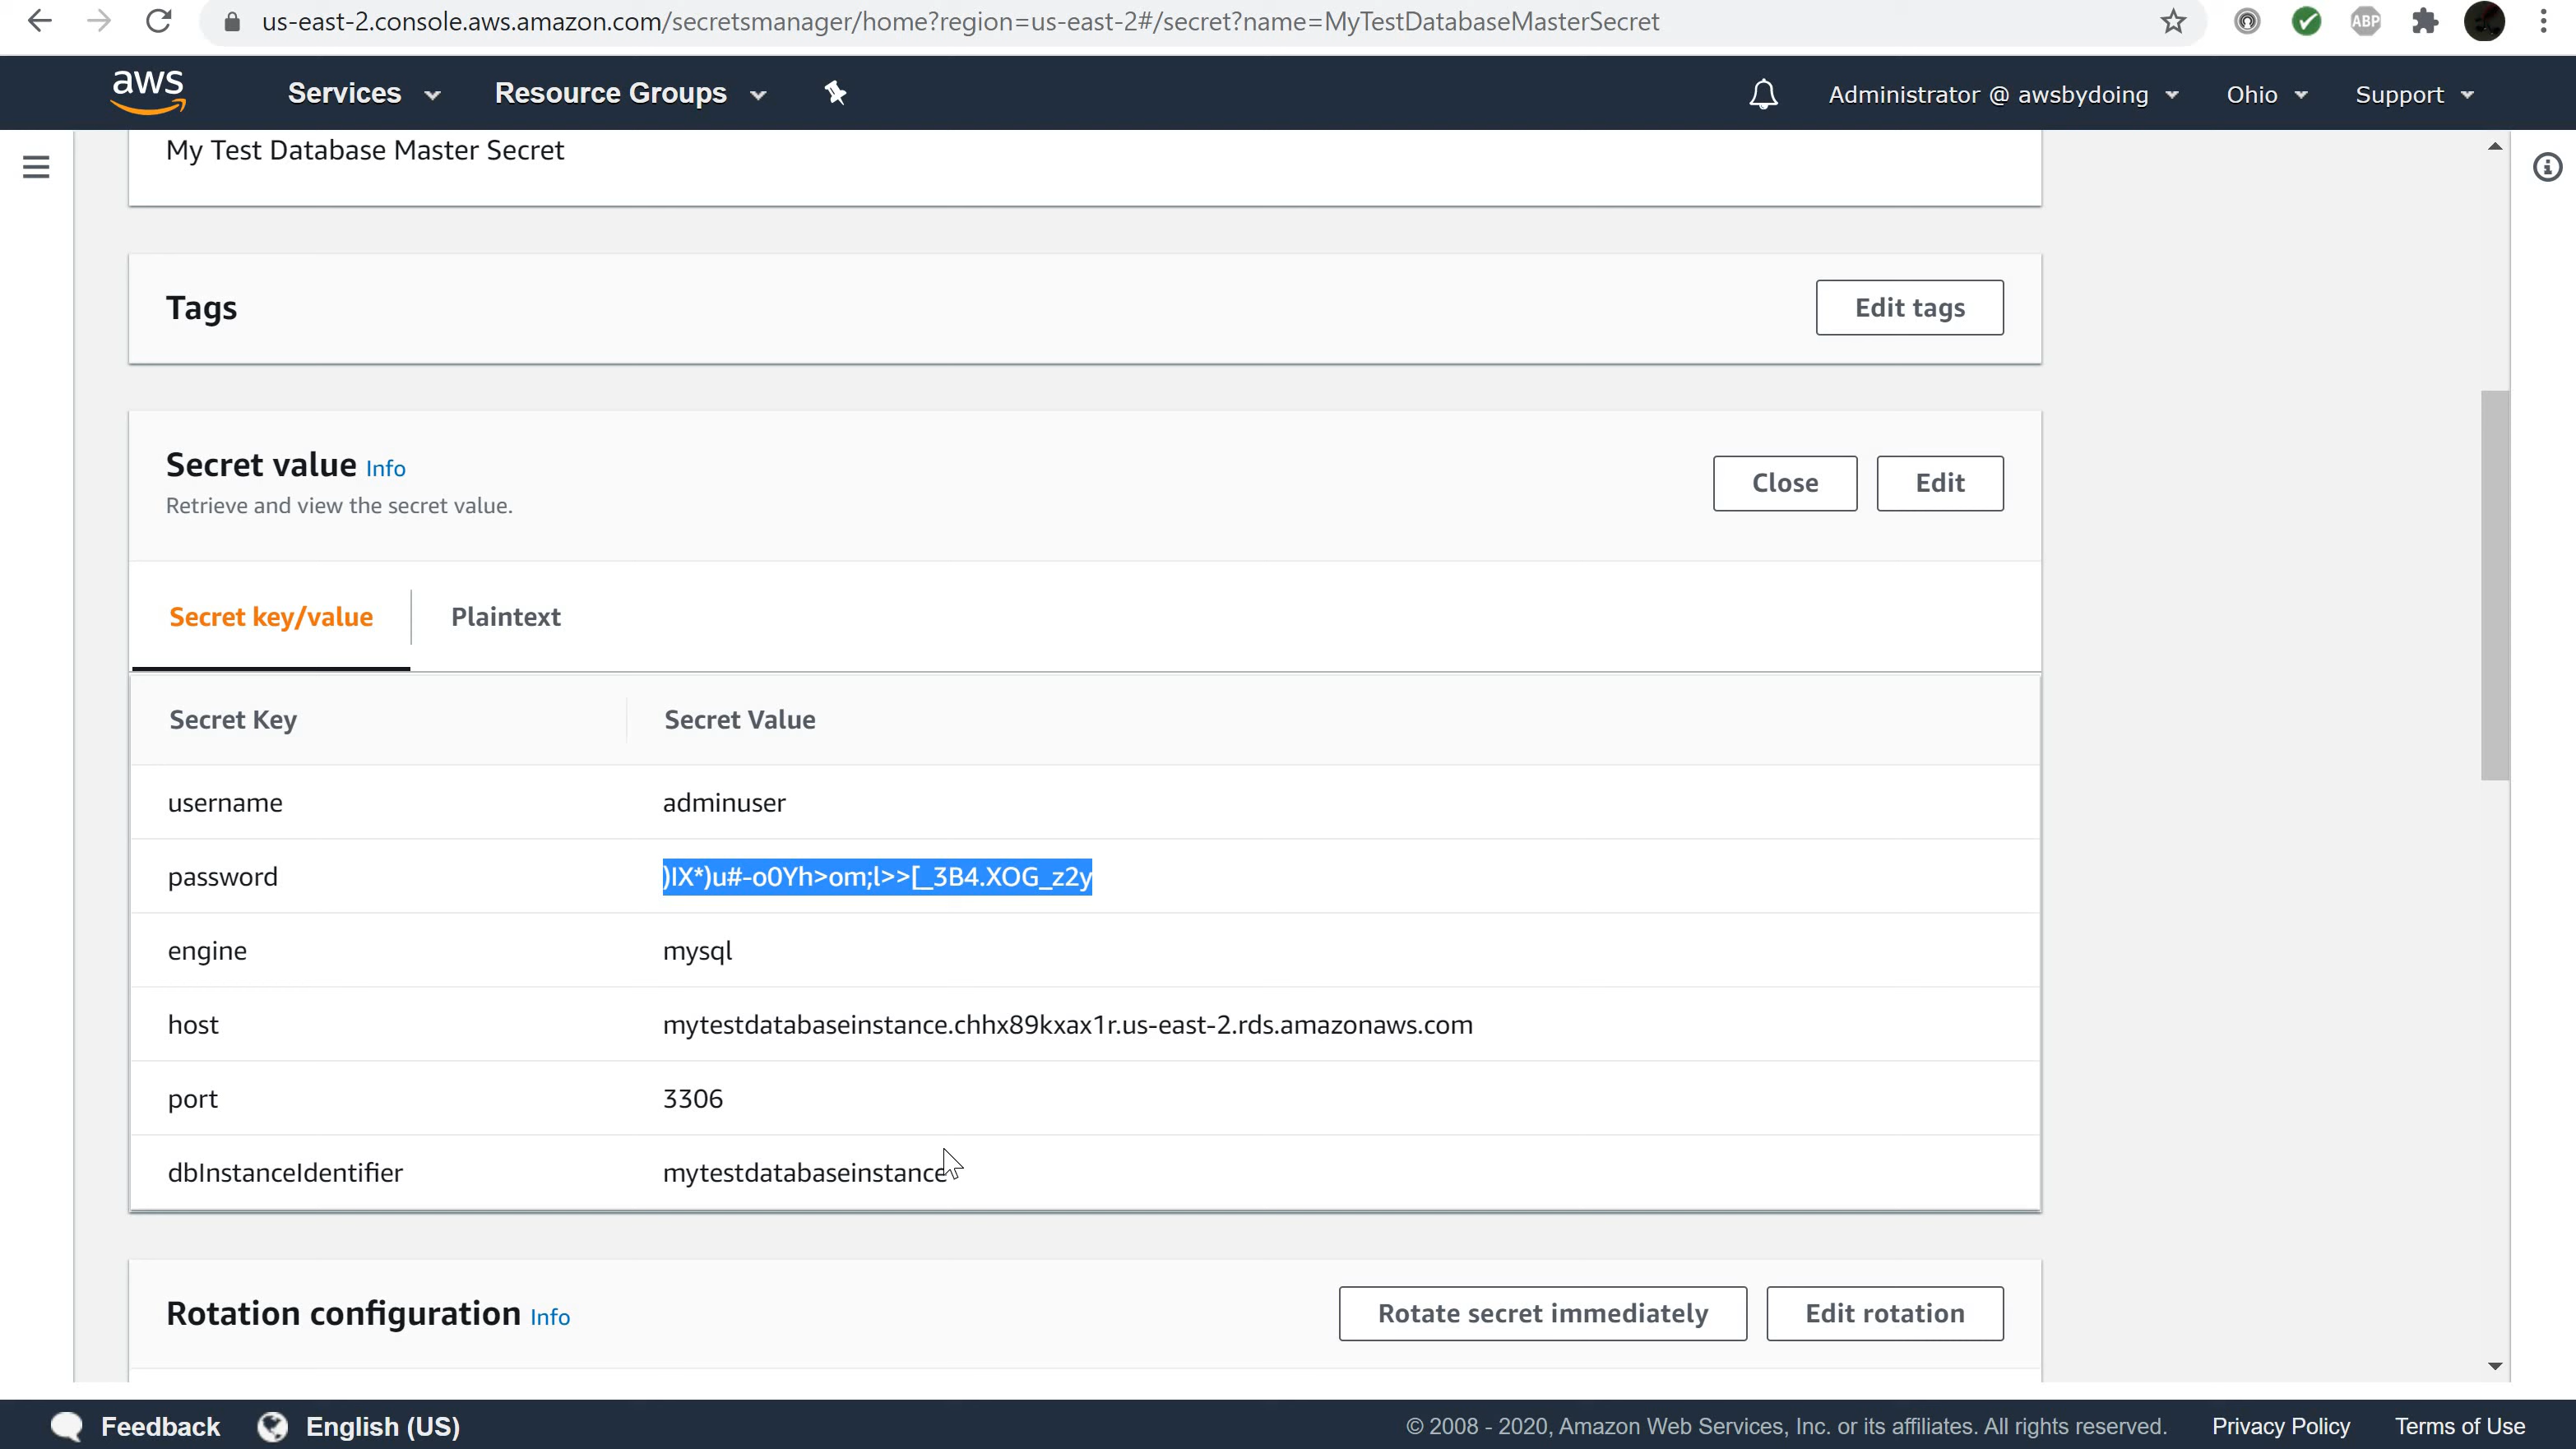 us-east-2.console.aws.amazon.com/secretsmanager/home?region=us-east-2#/secret?name=MyTestDatabaseMasterSecret
ABP
aws
Services
Resource Groups
Administrator @ awsbydoing
Ohio
Support
My Test Database Master Secret
Tags
Edit tags
Secret value Info
Retrieve and view the secret value.
Close
Edit
Secret key/value
Plaintext
Secret Key
Secret Value
username
adminuser
password
)IX*)u#-o0Yh>om;l>>[_3B4.XOG_z2y
engine
mysql
host
mytestdatabaseinstance.chhx89kxax1r.us-east-2.rds.amazonaws.com
port
3306
dbInstanceIdentifier
mytestdatabaseinstance
Rotation configuration Info
Rotate secret immediately
Edit rotation
Feedback
English (US)
© 2008 - 2020, Amazon Web Services, Inc. or its affiliates. All rights reserved.
Privacy Policy
Terms of Use